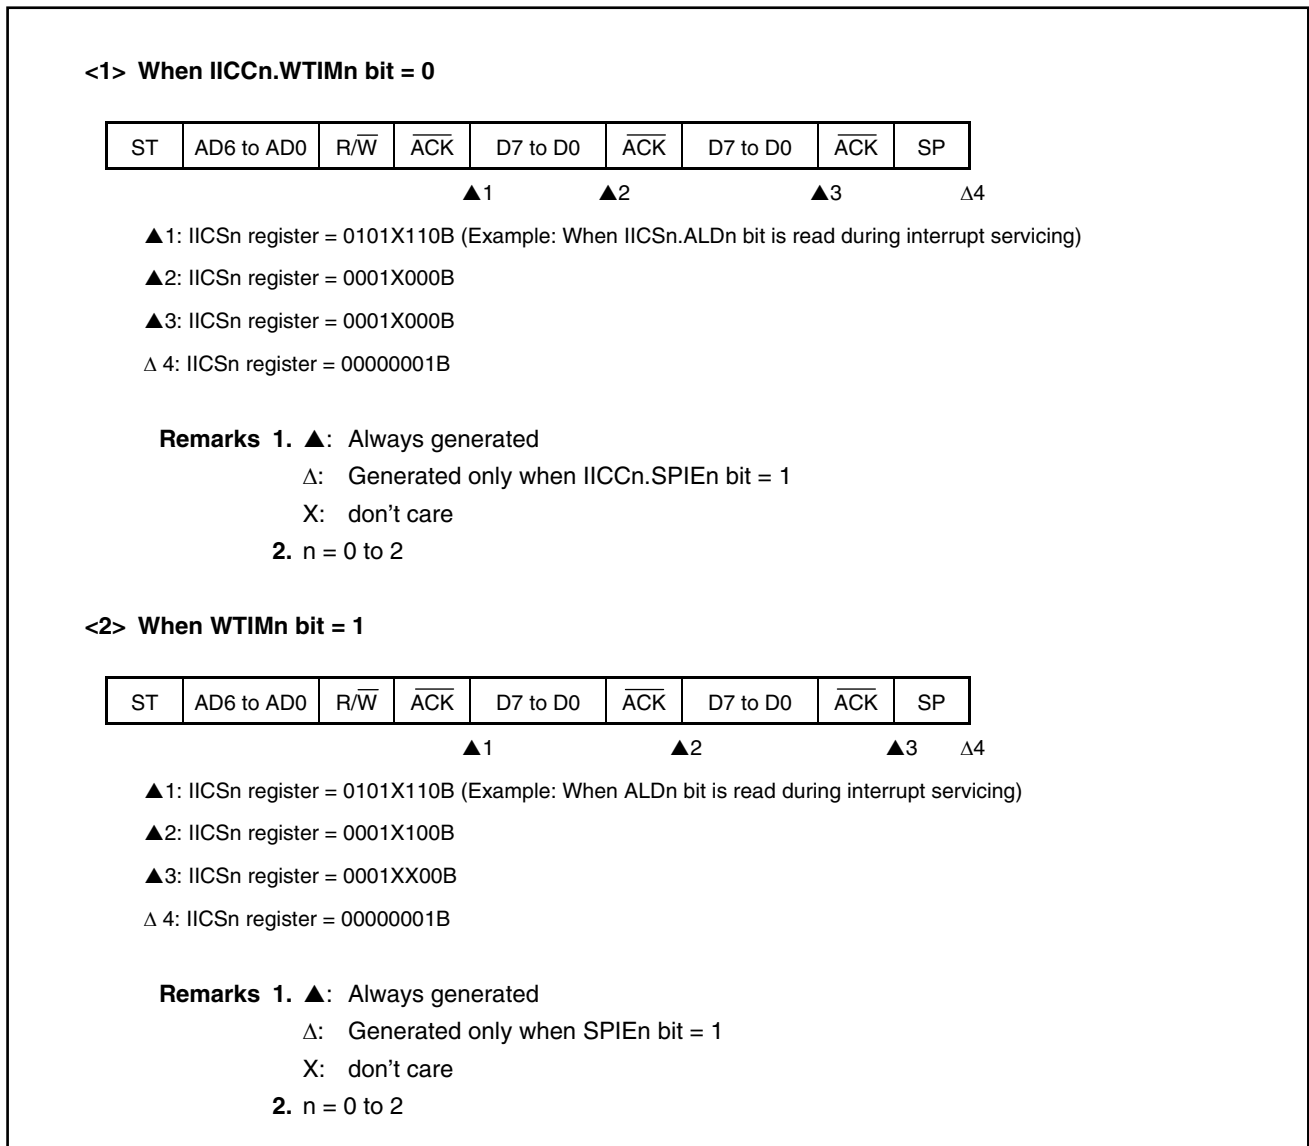 <1> When IICCn.WTIMn bit = 0
ST AD6 to AD0 R/W̅ A̅C̅K̅ D7 to D0 A̅C̅K̅ D7 to D0 A̅C̅K̅ SP
▲1 ▲2 ▲3 Δ4
▲1: IICSn register = 0101X110B (Example: When IICSn.ALDn bit is read during interrupt servicing)
▲2: IICSn register = 0001X000B
▲3: IICSn register = 0001X000B
Δ 4: IICSn register = 00000001B
Remarks 1. ▲: Always generated
Δ: Generated only when IICCn.SPIEn bit = 1
X: don't care
2. n = 0 to 2
<2> When WTIMn bit = 1
ST AD6 to AD0 R/W̅ A̅C̅K̅ D7 to D0 A̅C̅K̅ D7 to D0 A̅C̅K̅ SP
▲1 ▲2 ▲3 Δ4
▲1: IICSn register = 0101X110B (Example: When ALDn bit is read during interrupt servicing)
▲2: IICSn register = 0001X100B
▲3: IICSn register = 0001XX00B
Δ 4: IICSn register = 00000001B
Remarks 1. ▲: Always generated
Δ: Generated only when SPIEn bit = 1
X: don't care
2. n = 0 to 2